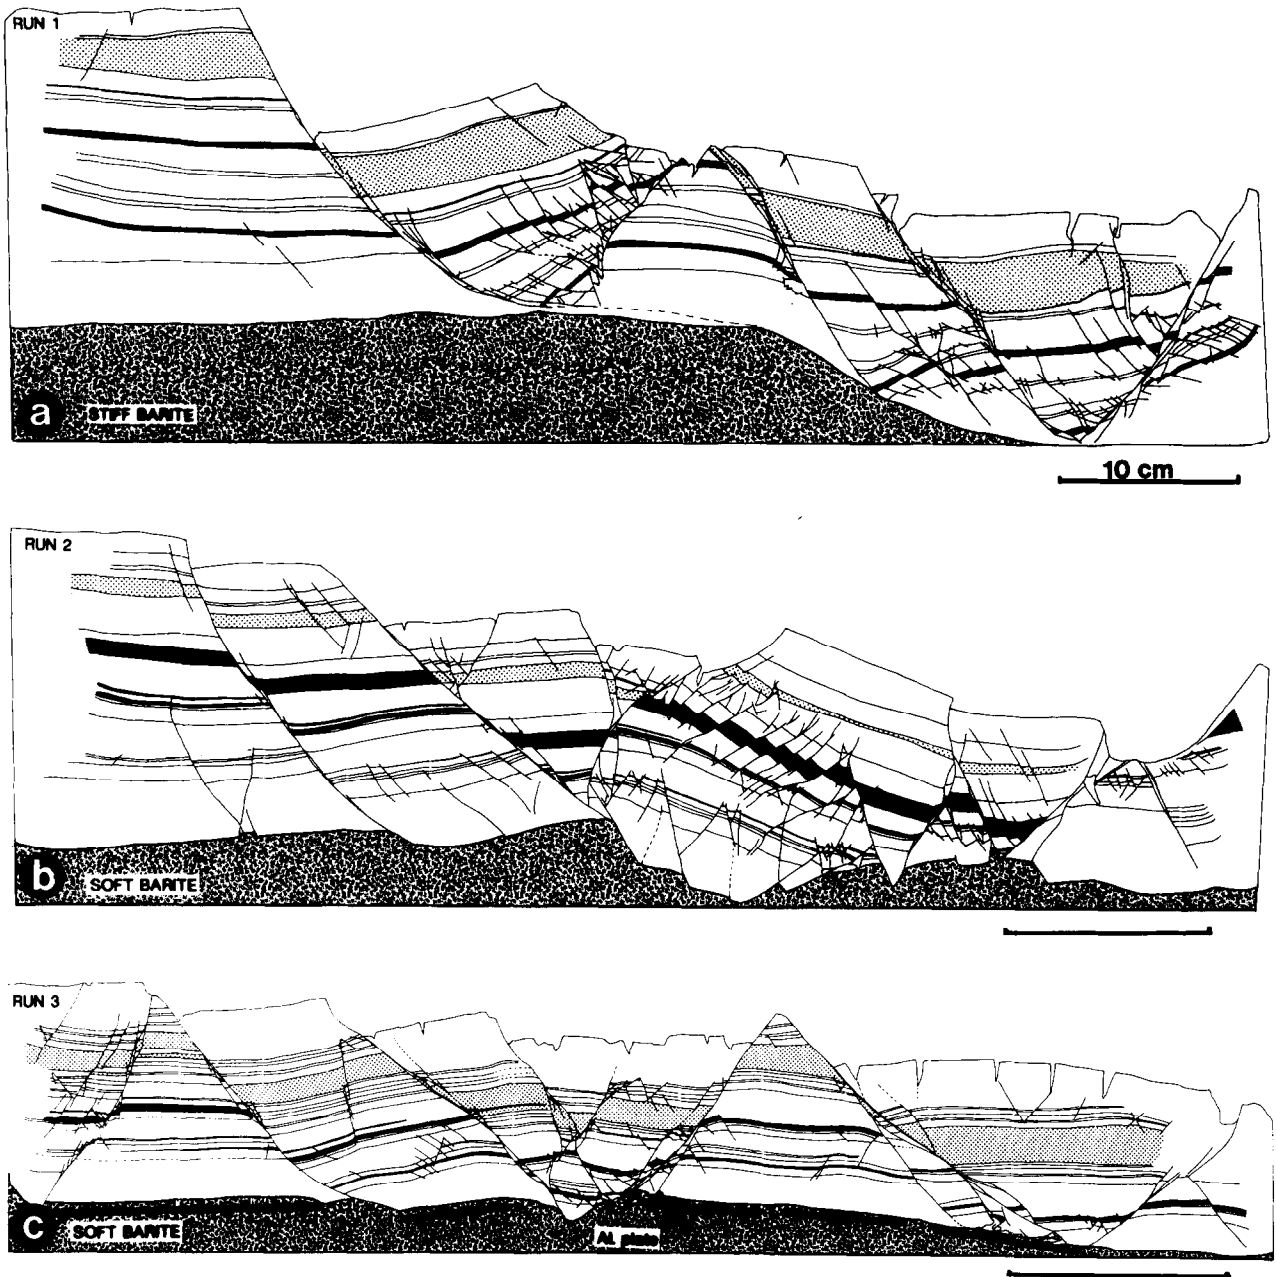 RUN 1
a STIFF BARITE
10 cm
RUN 2
b SOFT BARITE
RUN 3
c SOFT BARITE
AL plate